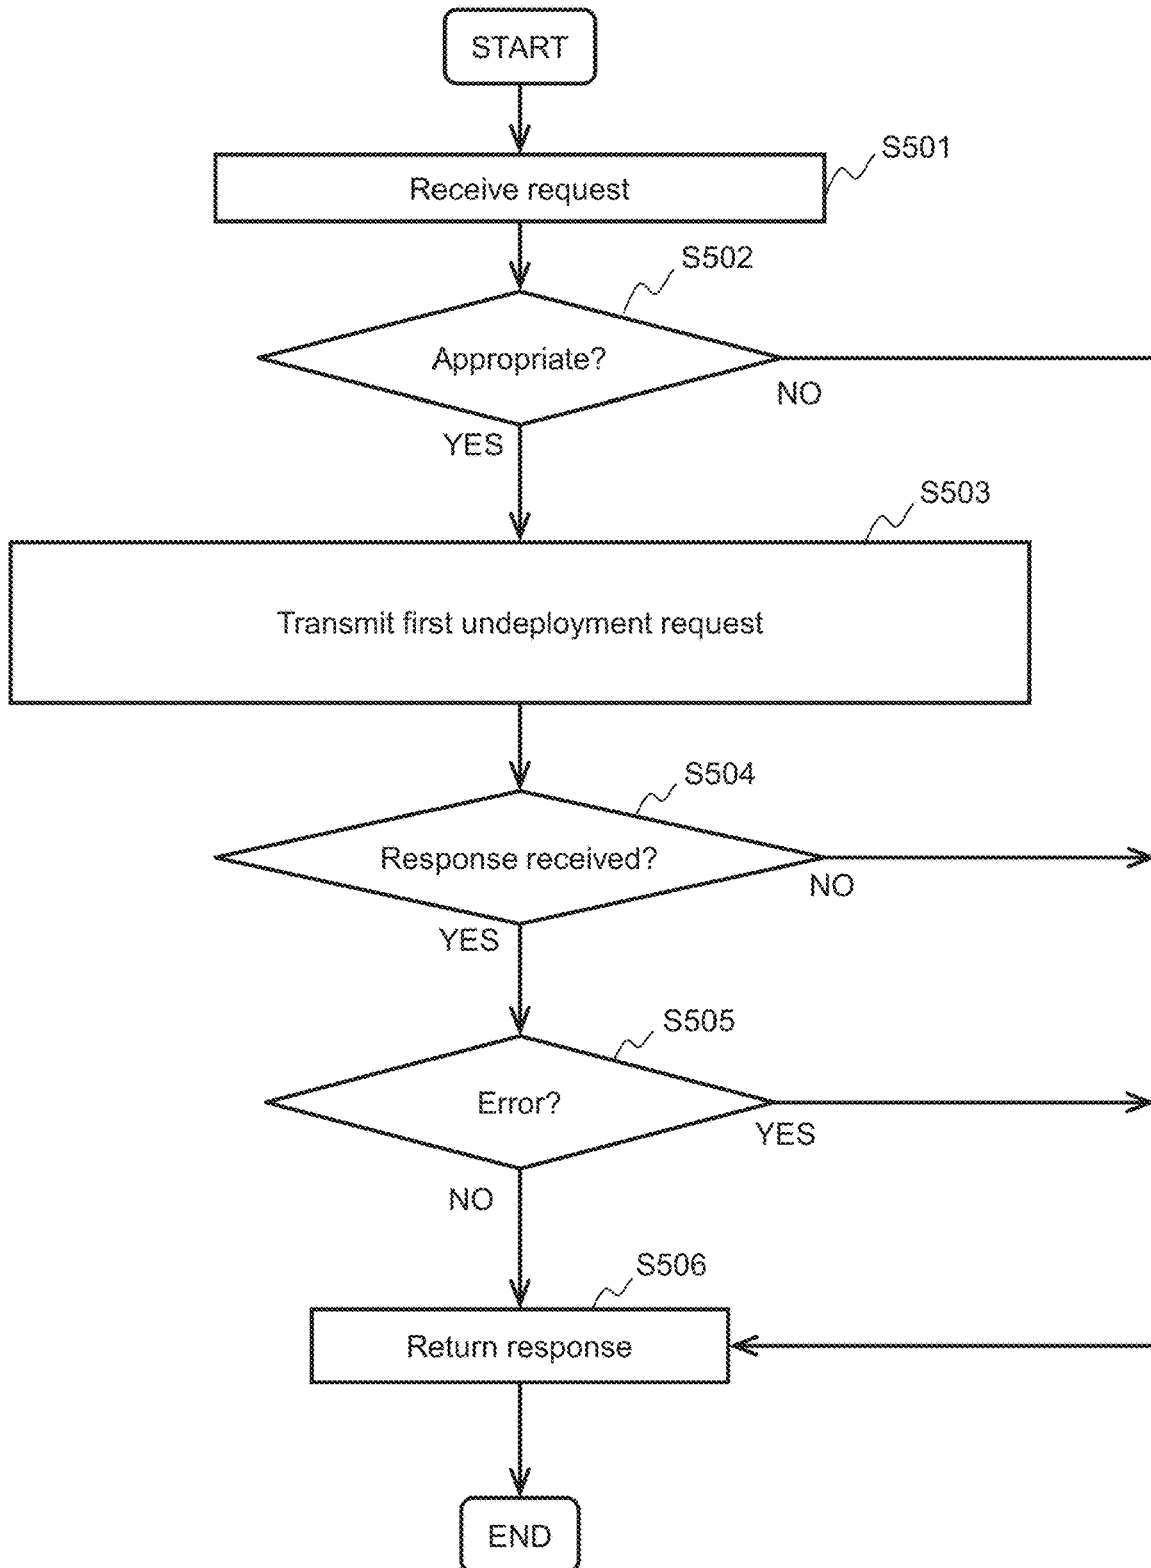 START
S501
Receive request
S502
Appropriate?
NO
YES
S503
Transmit first undeployment request
S504
Response received?
NO
YES
S505
Error?
YES
NO
S506
Return response
END